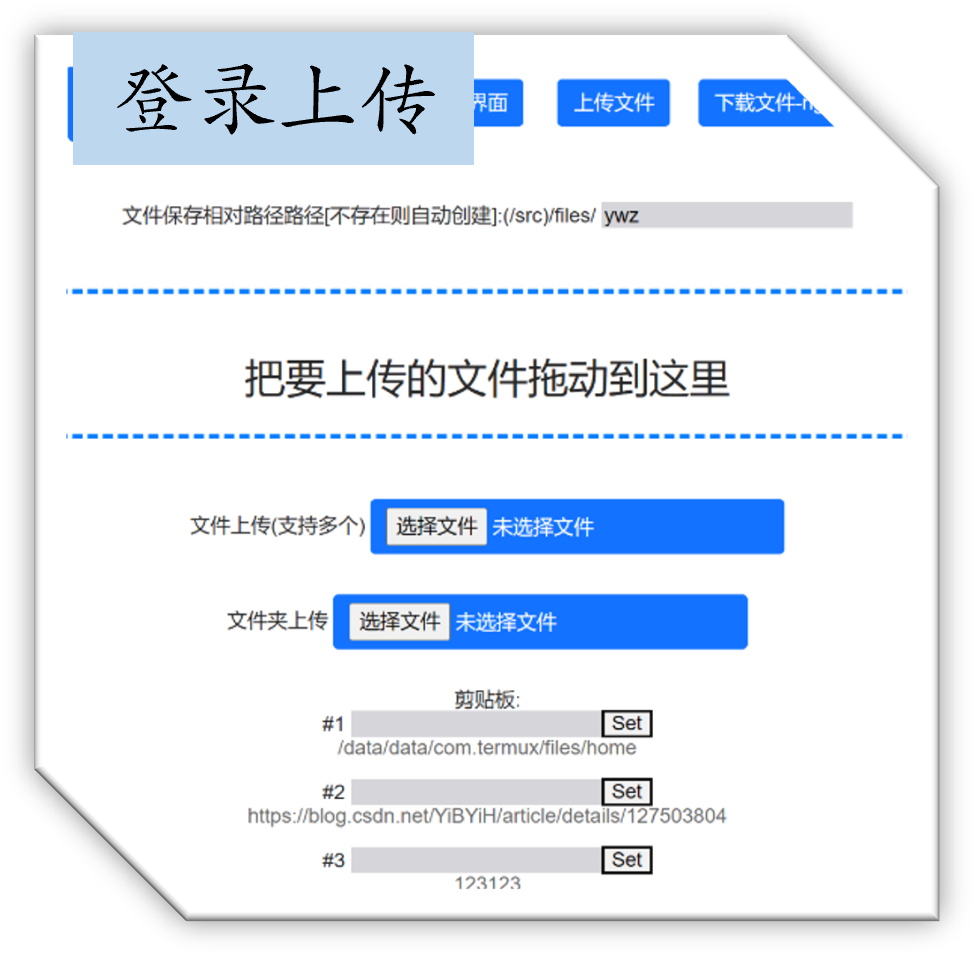 登录上传
界面
上传文件
下载文件-ng
文件保存相对路径路径[不存在则自动创建]:(/src)/files/ ywz
把要上传的文件拖动到这里
文件上传(支持多个) 选择文件 未选择文件
文件夹上传 选择文件 未选择文件
剪贴板:
#1 Set
/data/data/com.termux/files/home
#2 Set
https://blog.csdn.net/YiBYiH/article/details/127503804
#3 Set
123123